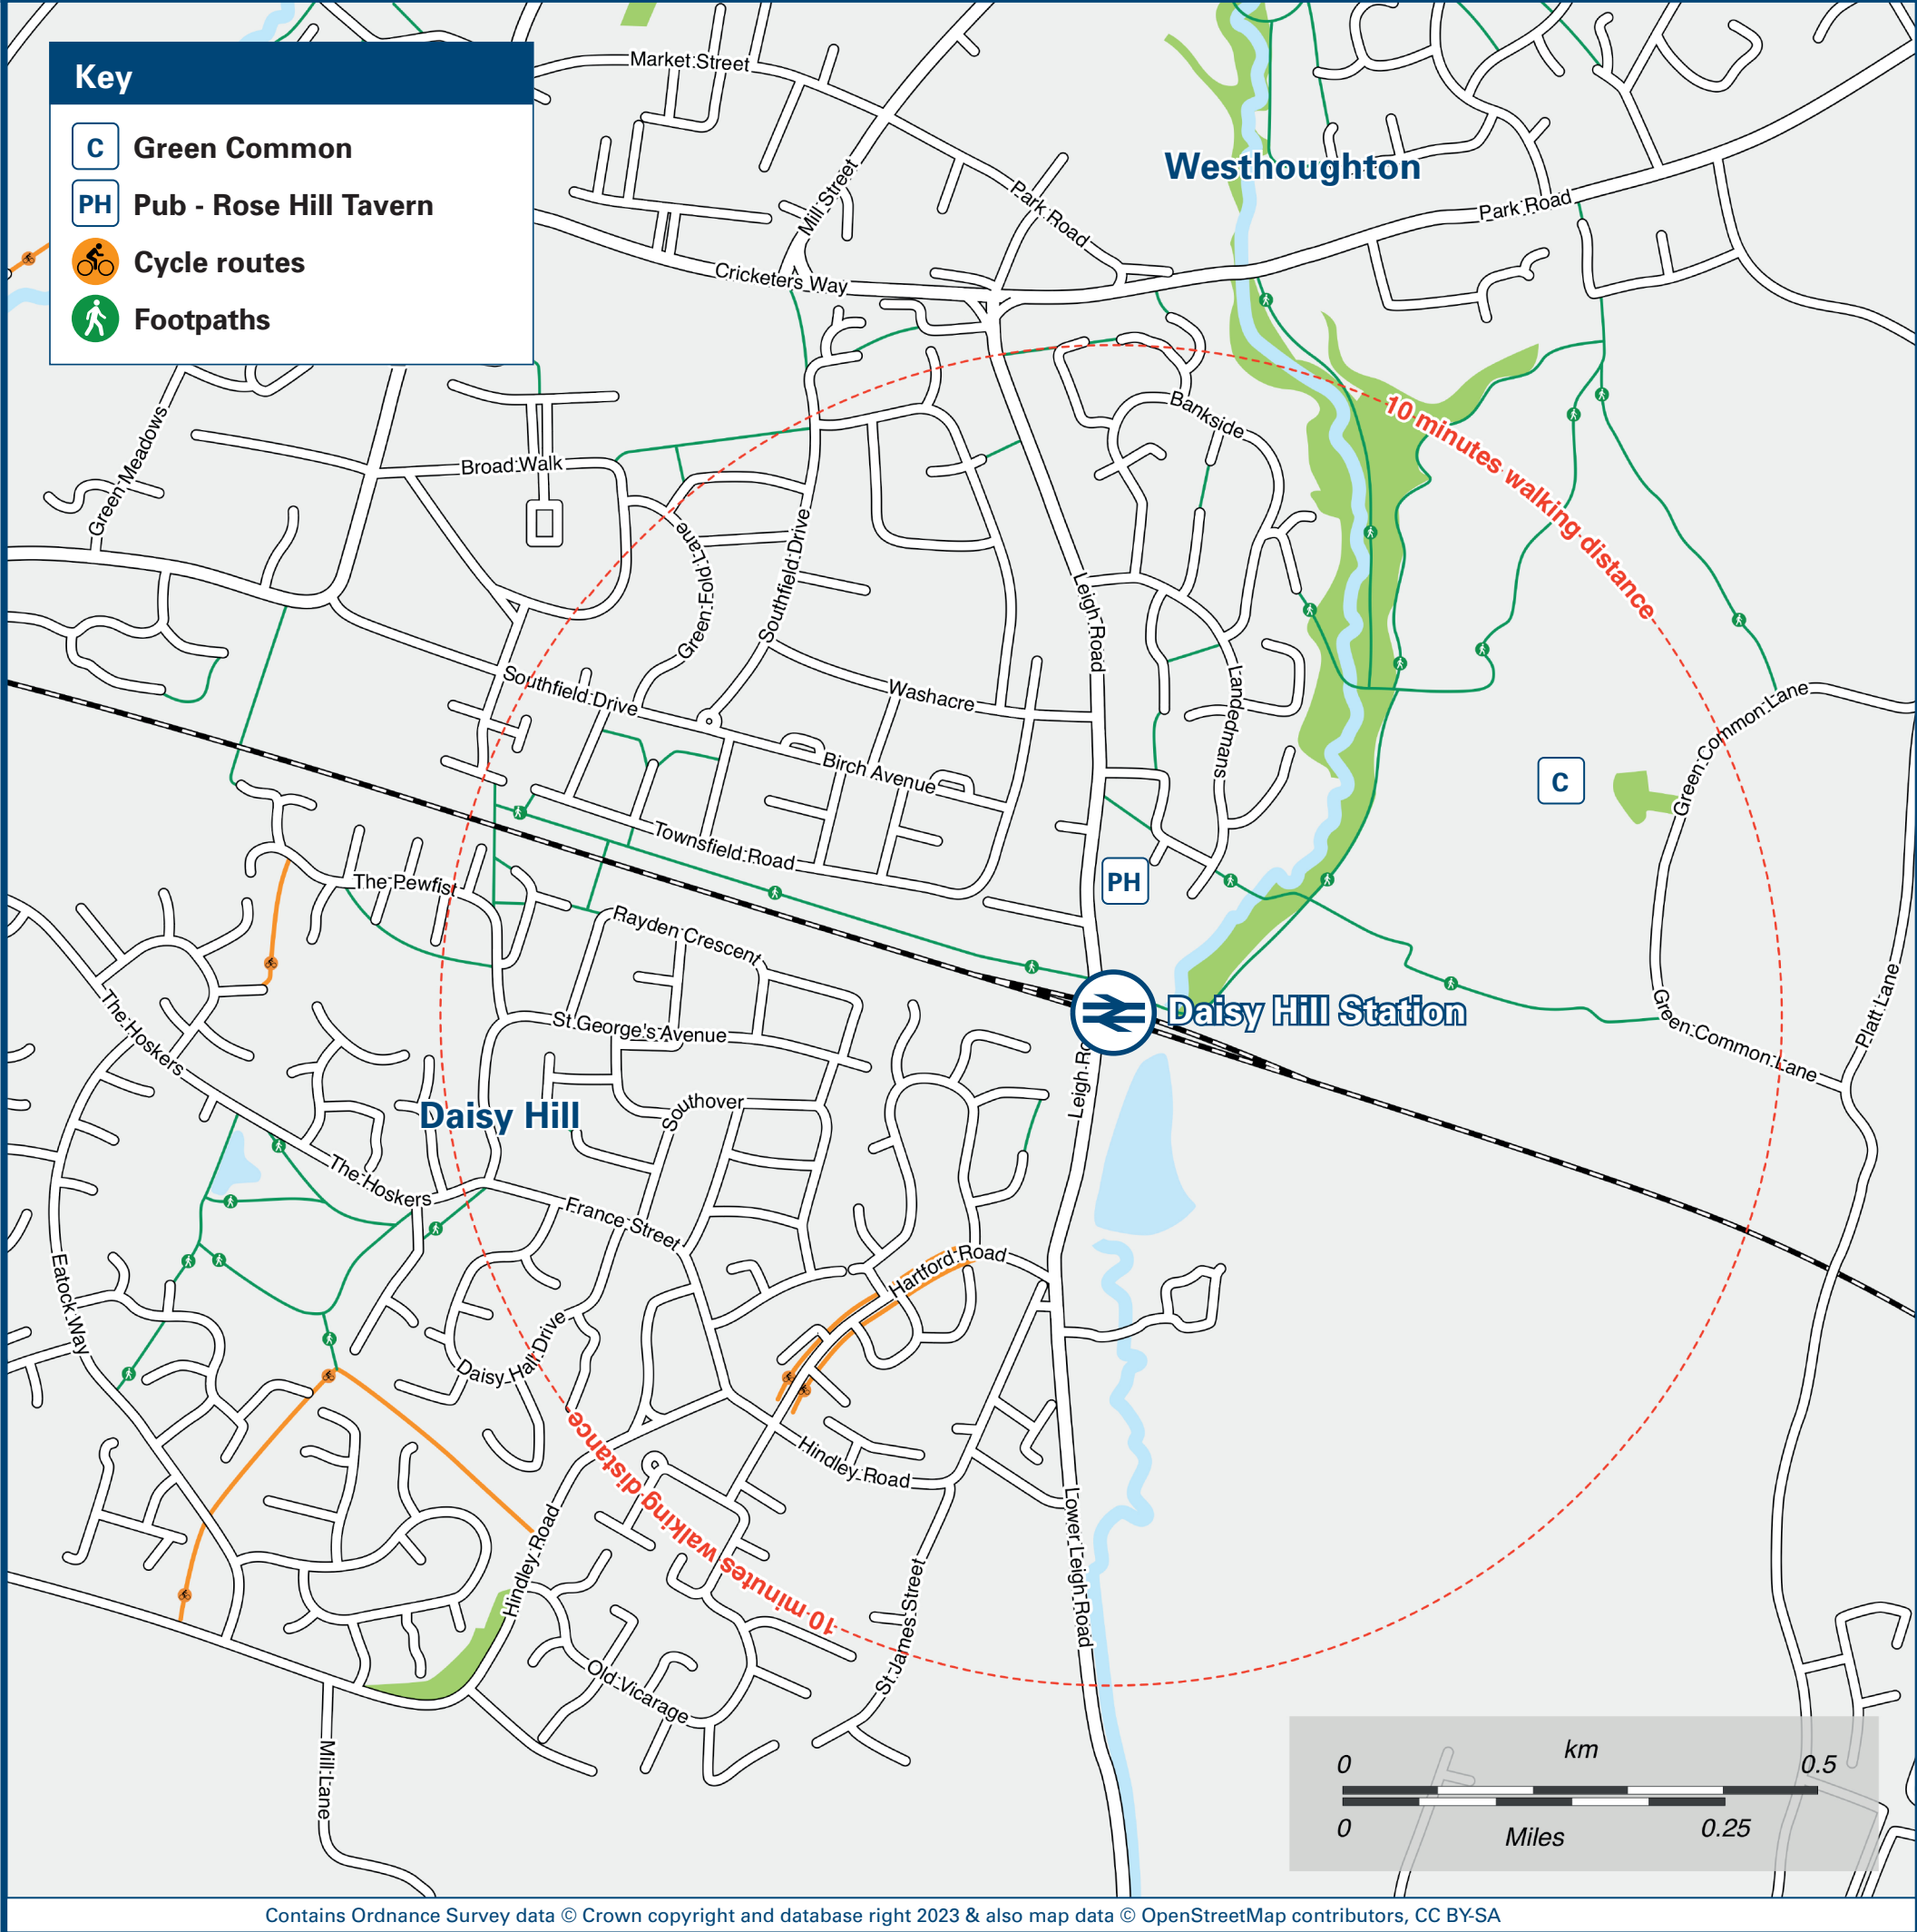 Key
C Green Common
PH Pub - Rose Hill Tavern
Cycle routes
Footpaths
Market Street
Mill Street
Park Road
Westhoughton
Park Road
Cricketers Way
Bankside
10 minutes walking distance
Green Meadows
Broad Walk
Green Fold Lane
Southfield Drive
Leigh Road
Southfield Drive
Washacre
Landedmans
Green Common Lane
Birch Avenue
C
Townsfield Road
PH
The Pewfist
Rayden Crescent
The Hoskers
St George's Avenue
Daisy Hill Station
Green Common Lane
Platt Lane
Leigh Ro
Southover
Daisy Hill
The Hoskers
France Street
Hartford Road
Eatock Way
Daisy Hall Drive
10 minutes walking distance
Hindley Road
Hindley Road
Lower Leigh Road
St James Street
Old Vicarage
Mill Lane
km
0 0.5
0 0.25
Miles
Contains Ordnance Survey data © Crown copyright and database right 2023 & also map data © OpenStreetMap contributors, CC BY-SA